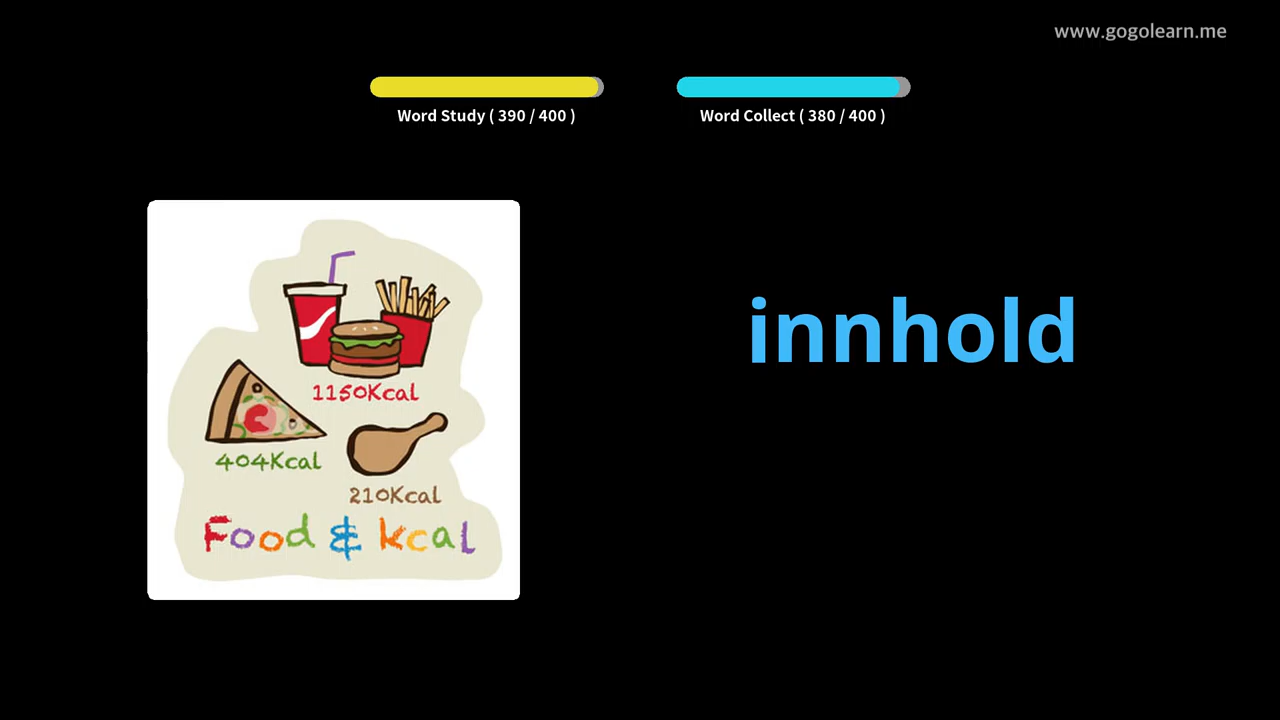 www.gogolearn.me
Word Study ( 390 / 400 )
Word Collect ( 380 / 400 )
innhold
1150Kcal
404Kcal
210Kcal
Food & kcal